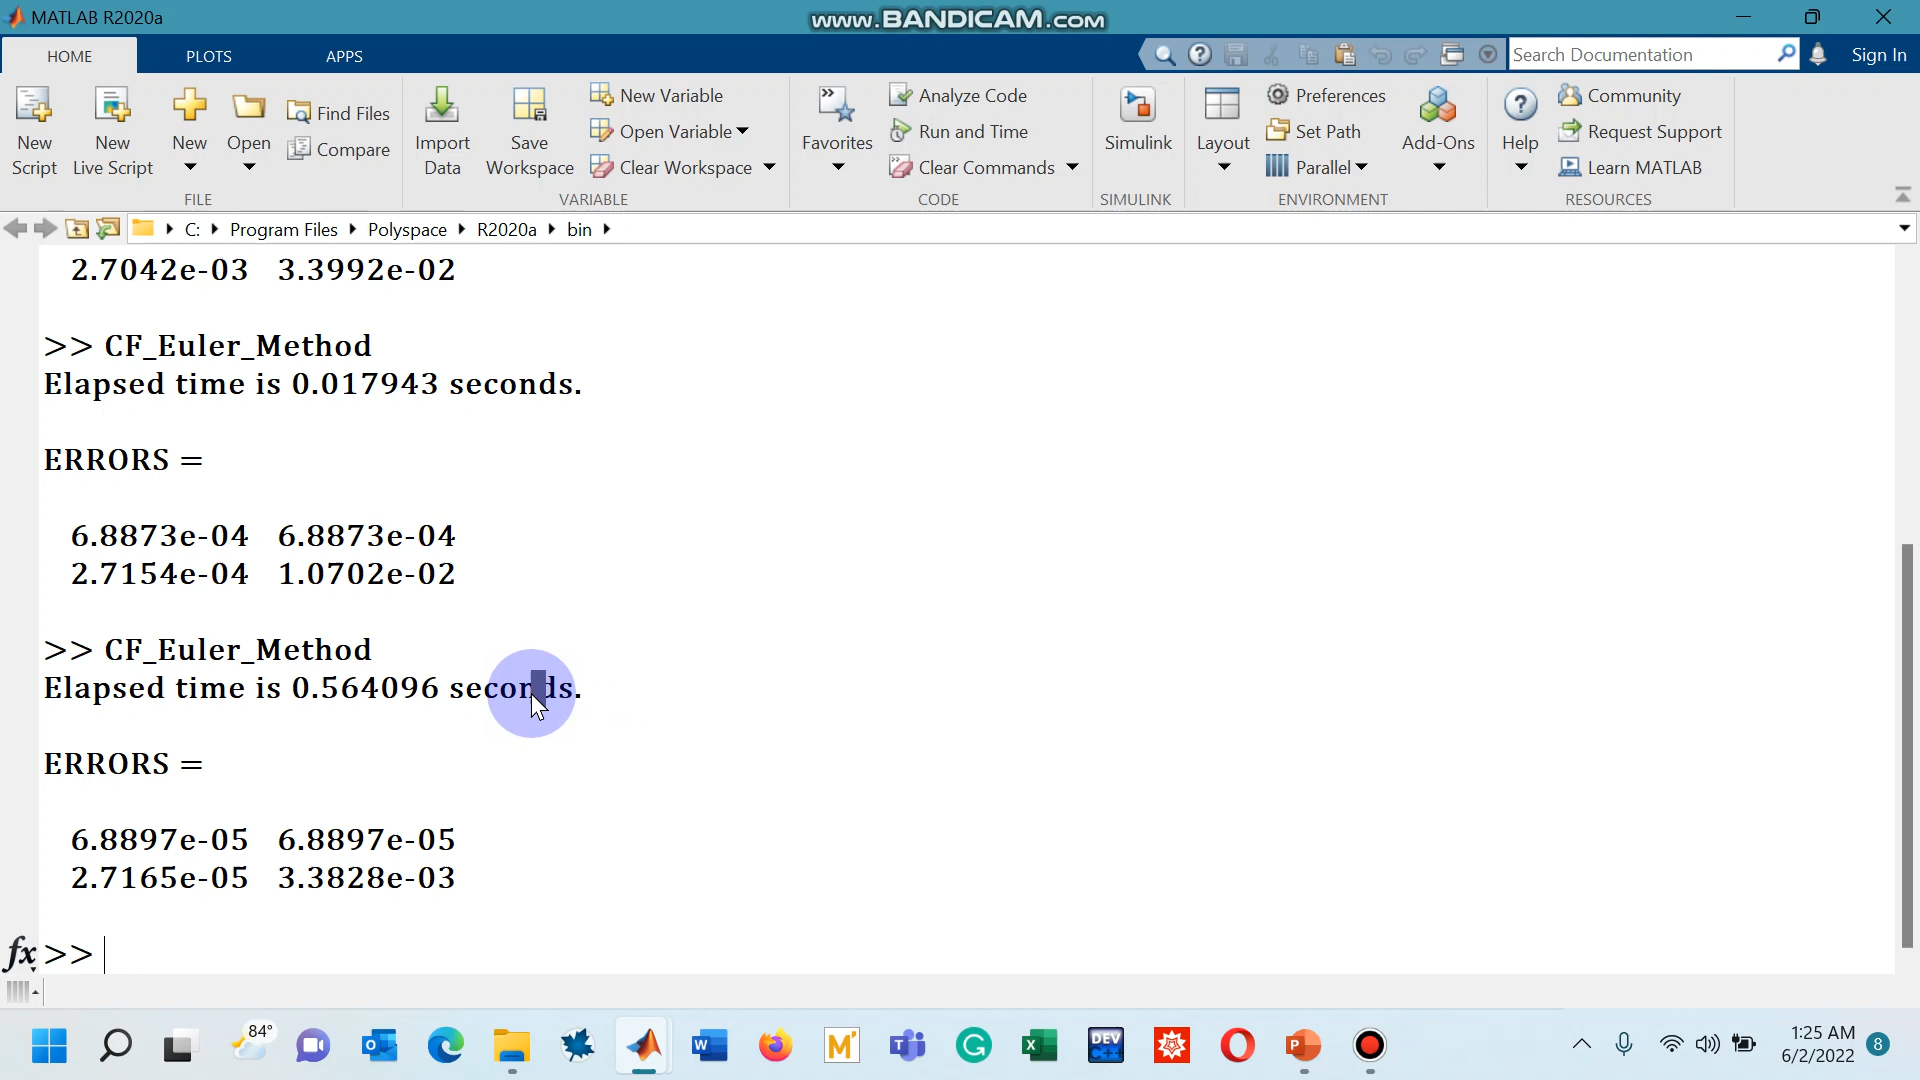 MATLAB R2020a
www.BANDICAM.com
HOME PLOTS APPS
Search Documentation
Sign In
New Script
New Live Script
New
Open
Find Files
Compare
FILE
Import Data
Save Workspace
New Variable
Open Variable
Clear Workspace
VARIABLE
Favorites
Analyze Code
Run and Time
Clear Commands
CODE
Simulink
SIMULINK
Layout
Preferences
Set Path
Parallel
Add-Ons
ENVIRONMENT
Help
Community
Request Support
Learn MATLAB
RESOURCES
C: Program Files Polyspace R2020a bin
2.7042e-03 3.3992e-02
>> CF_Euler_Method
Elapsed time is 0.017943 seconds.
ERRORS =
6.8873e-04 6.8873e-04
2.7154e-04 1.0702e-02
>> CF_Euler_Method
Elapsed time is 0.564096 seconds.
ERRORS =
6.8897e-05 6.8897e-05
2.7165e-05 3.3828e-03
fx >>
84°
DEV C++
1:25 AM
6/2/2022
8